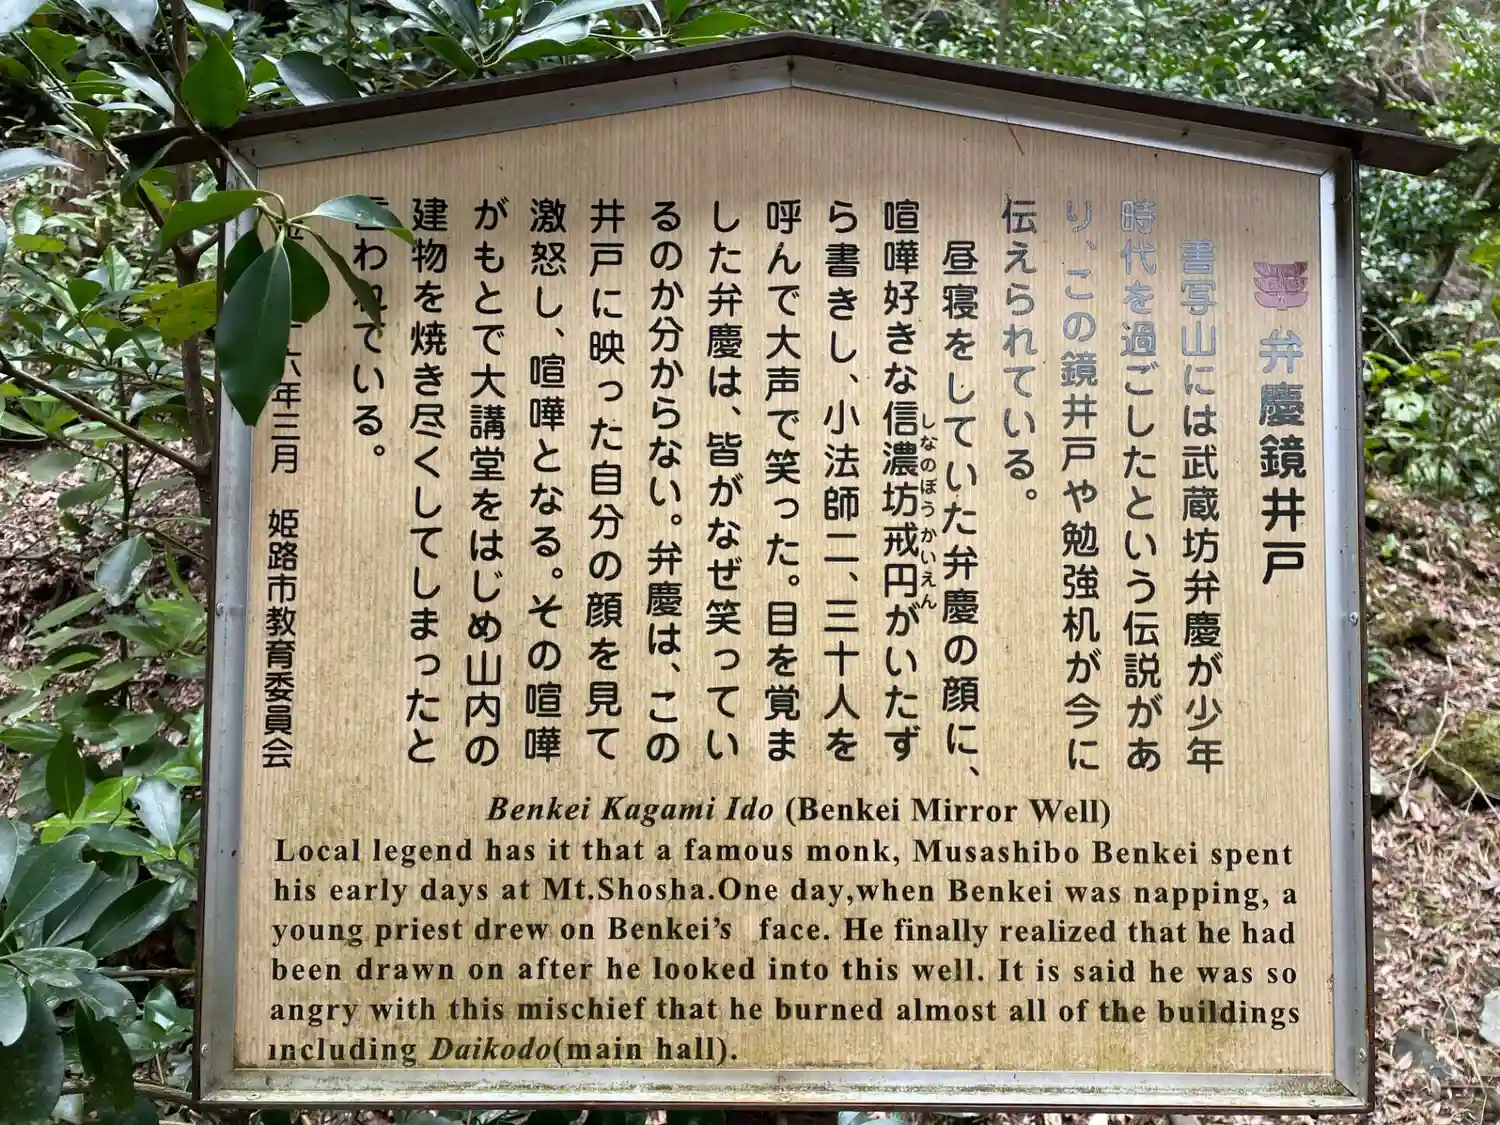 弁慶鏡井戸
書写山には武蔵坊弁慶が少年
時代を過ごしたという伝説があ
り、この鏡井戸や勉強机が今に
伝えられている。
昼寝をしていた弁慶の顔に、
喧嘩好きな信濃坊戒円がいたず
しなのぼうかいえん
ら書きし、小法師二、三十人を
呼んで大声で笑った。目を覚ま
した弁慶は、皆がなぜ笑ってい
るのか分からない。弁慶は、この
井戸に映った自分の顔を見て
激怒し、喧嘩となる。その喧嘩
がもとで大講堂をはじめ山内の
建物を焼き尽くしてしまったと
言われている。
年三月 姫路市教育委員会
Benkei Kagami Ido (Benkei Mirror Well)
Local legend has it that a famous monk, Musashibo Benkei spent
his early days at Mt.Shosha.One day,when Benkei was napping, a
young priest drew on Benkei's face. He finally realized that he had
been drawn on after he looked into this well. It is said he was so
angry with this mischief that he burned almost all of the buildings
including Daikodo(main hall).